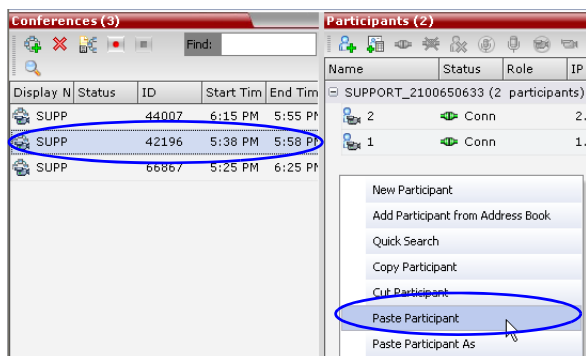 Conferences (3)
Find:
Display N Status ID Start Tim End Tim
SUPP 44007 6:15 PM 5:55 PM
SUPP 42196 5:38 PM 5:58 PM
SUPP 66867 5:25 PM 6:25 PM
Participants (2)
Name Status Role IP
SUPPORT_2100650633 (2 participants)
2 Conn 2.
1 Conn 1.
New Participant
Add Participant from Address Book
Quick Search
Copy Participant
Cut Participant
Paste Participant
Paste Participant As